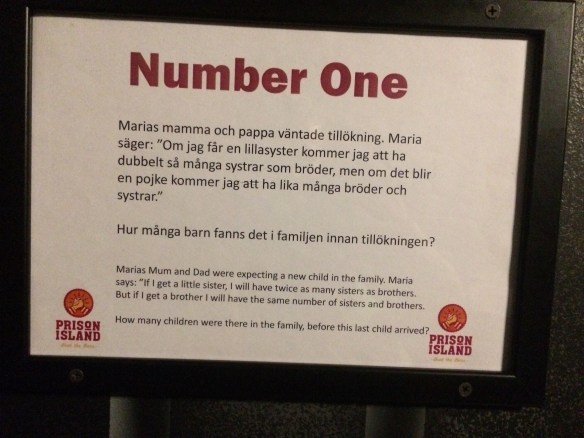 Number One
Marias mamma och pappa väntade tillökning. Maria
säger: ”Om jag får en lillasyster kommer jag att ha
dubbelt så många systrar som bröder, men om det blir
en pojke kommer jag att ha lika många bröder och
systrar.”
Hur många barn fanns det i familjen innan tillökningen?
Marias Mum and Dad were expecting a new child in the family. Maria
says: ”If I get a little sister, I will have twice as many sisters as brothers.
But if I get a brother I will have the same number of sisters and brothers.
How many children were there in the family, before this last child arrived?
PRISON
ISLAND
PRISON
ISLAND